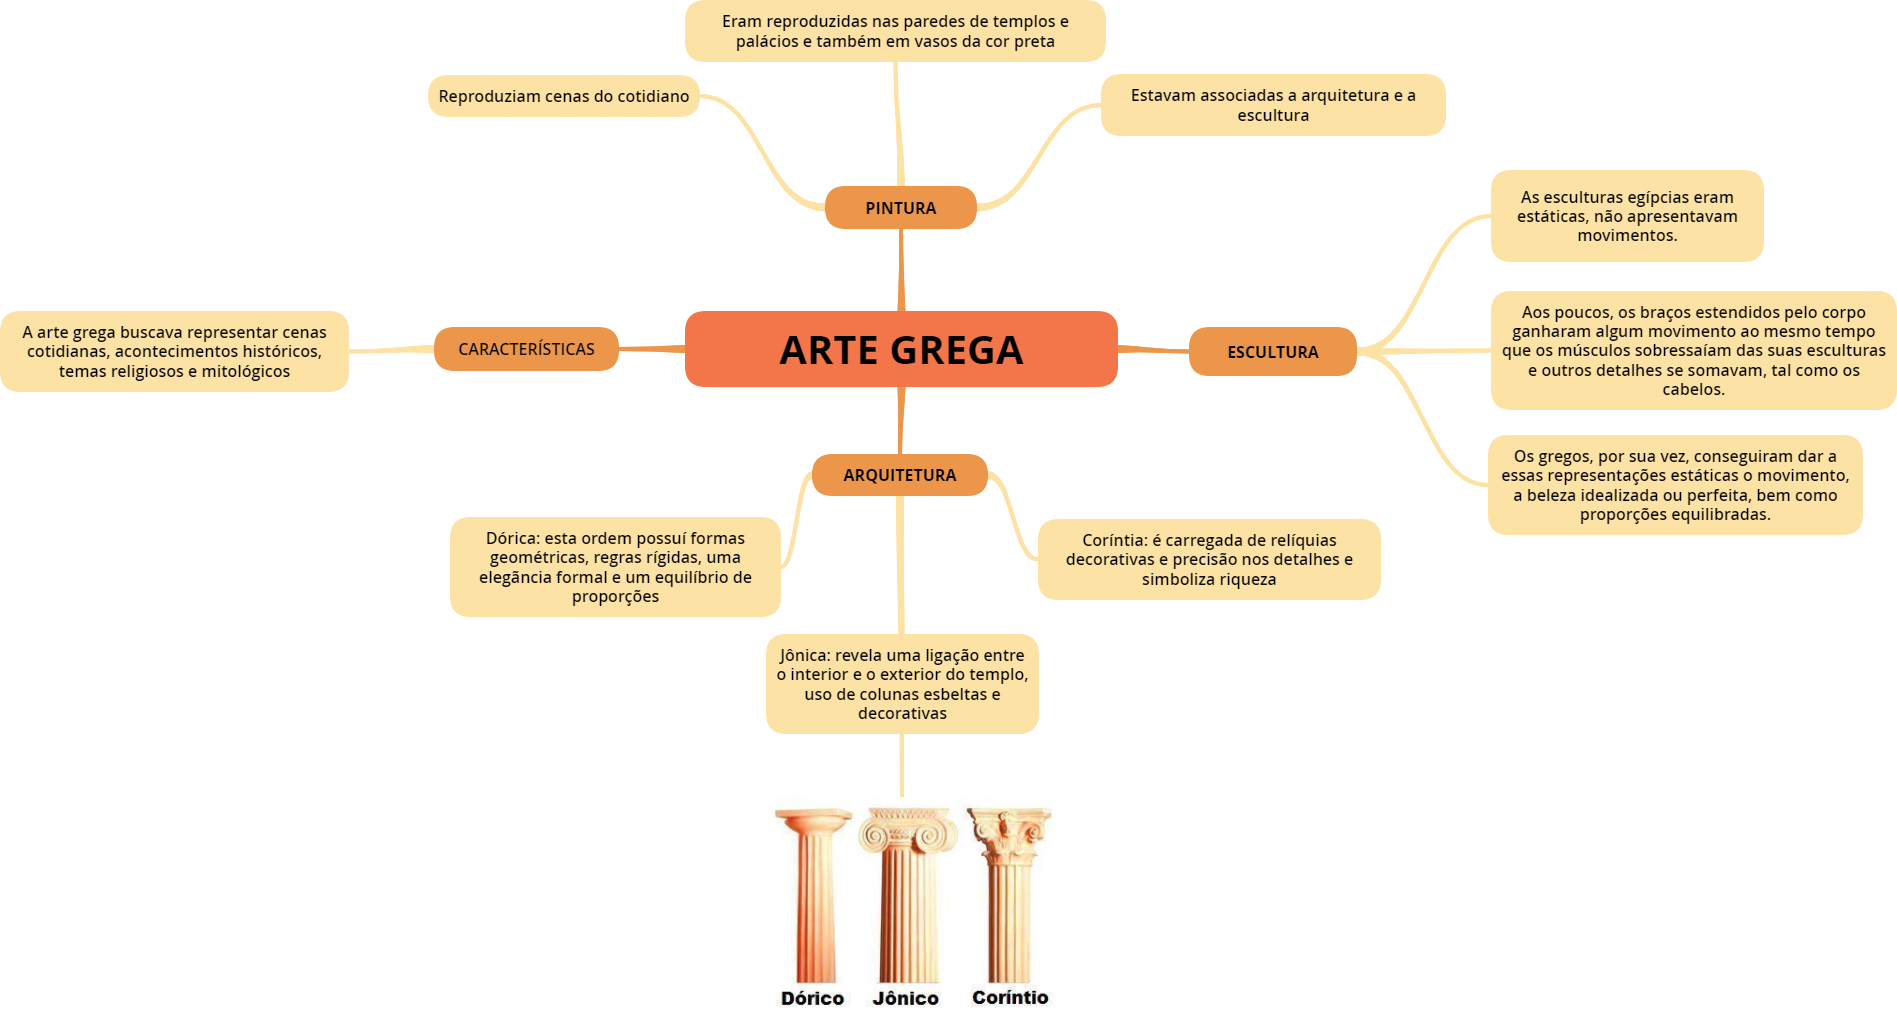 Eram reproduzidas nas paredes de templos e
palácios e também em vasos da cor preta
Reproduziam cenas do cotidiano
Estavam associadas a arquitetura e a
escultura
PINTURA
As esculturas egípcias eram
estáticas, não apresentavam
movimentos.
A arte grega buscava representar cenas
cotidianas, acontecimentos históricos,
temas religiosos e mitológicos
CARACTERÍSTICAS
ARTE GREGA
ESCULTURA
Aos poucos, os braços estendidos pelo corpo
ganharam algum movimento ao mesmo tempo
que os músculos sobressaíam das suas esculturas
e outros detalhes se somavam, tal como os
cabelos.
Os gregos, por sua vez, conseguiram dar a
essas representações estáticas o movimento,
a beleza idealizada ou perfeita, bem como
proporções equilibradas.
ARQUITETURA
Dórica: esta ordem possuí formas
geométricas, regras rígidas, uma
elegãncia formal e um equilíbrio de
proporções
Coríntia: é carregada de relíquias
decorativas e precisão nos detalhes e
simboliza riqueza
Jônica: revela uma ligação entre
o interior e o exterior do templo,
uso de colunas esbeltas e
decorativas
Dórico
Jônico
Coríntio